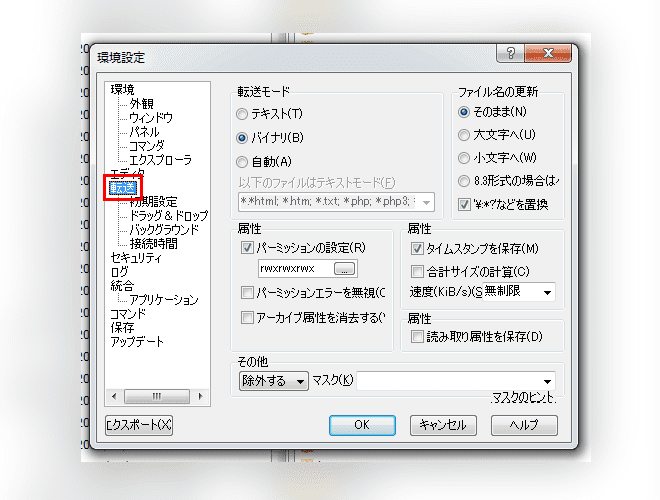 環境設定
環境
外観
ウィンドウ
パネル
コマンダ
エクスプローラ
エディタ
転送
初期設定
ドラッグ＆ドロップ
バックグラウンド
接続時間
セキュリティ
ログ
統合
アプリケーション
コマンド
保存
アップデート
転送モード
テキスト(T)
バイナリ(B)
自動(A)
以下のファイルはテキストモード(F)
*.*html; *.htm; *.txt; *.php; *.php3;
ファイル名の更新
そのまま(N)
大文字へ(U)
小文字へ(W)
8.3形式の場合は
'¥:*?などを置換
属性
パーミッションの設定(R)
rwxrwxrwx
...
パーミッションエラーを無視(
アーカイブ属性を消去する(
属性
タイムスタンプを保存(M)
合計サイズの計算(C)
速度(KiB/s)(S 無制限
属性
読み取り属性を保存(D)
その他
除外する マスク(K)
マスクのヒント
エクスポート(X)
OK
キャンセル
ヘルプ